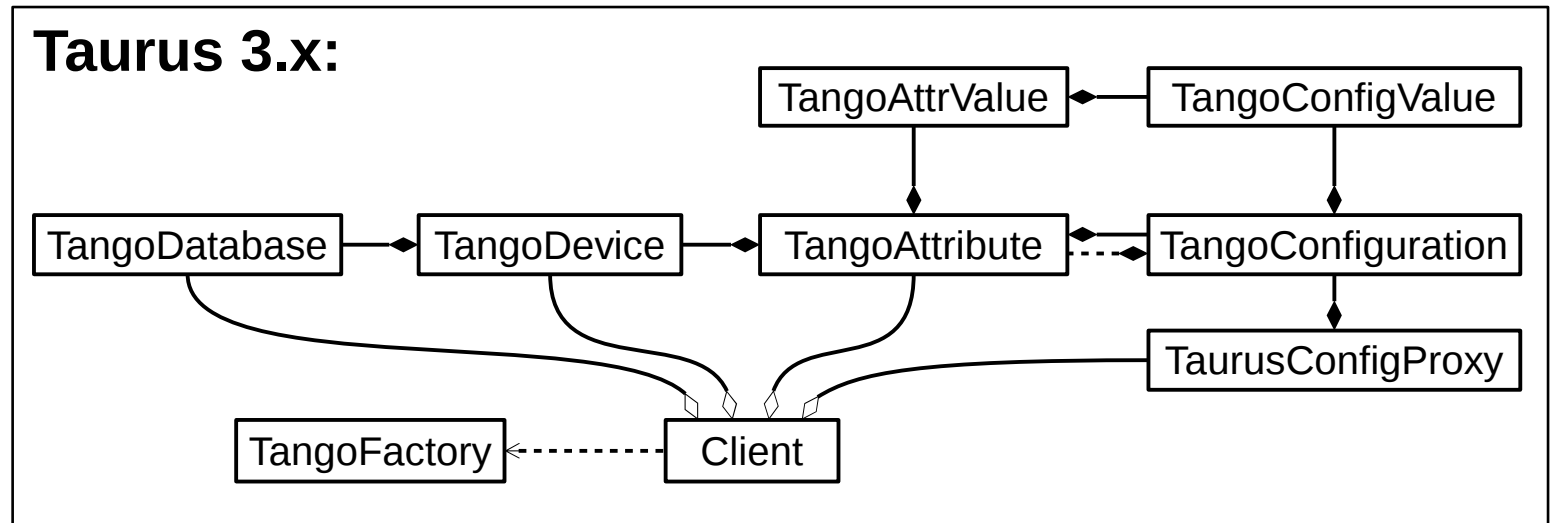 Taurus 3.x:
TangoAttrValue
TangoConfigValue
TangoDatabase
TangoDevice
TangoAttribute
TangoConfiguration
TaurusConfigProxy
TangoFactory
Client